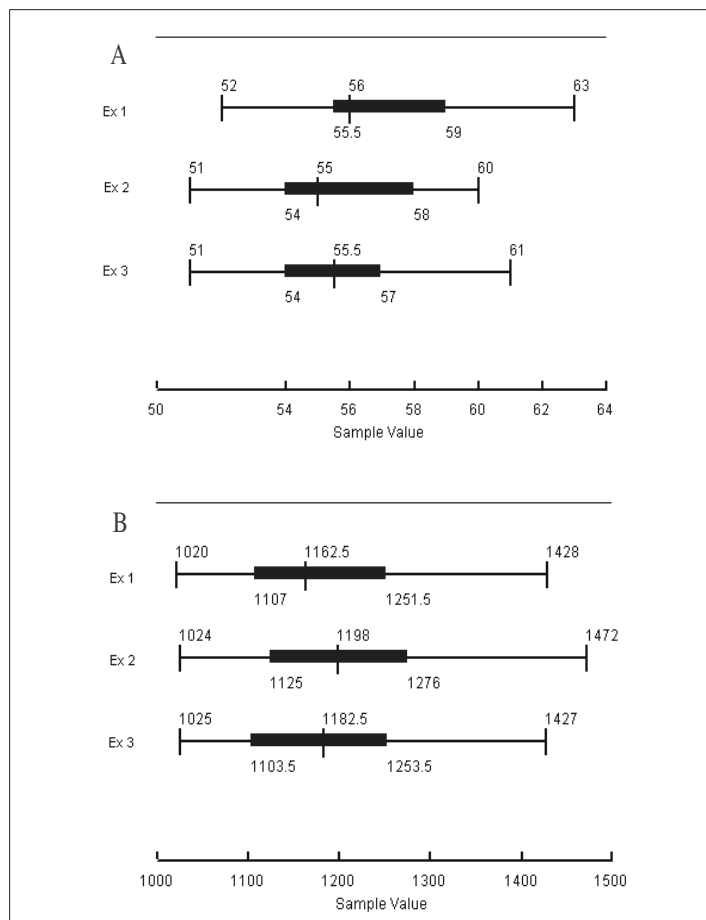 A
52 56 63
Ex 1
55.5 59
51 55 60
Ex 2
54 58
51 55.5 61
Ex 3
54 57
50 54 56 58 60 62 64
Sample Value
B
1020 1162.5 1428
Ex 1
1107 1251.5
1024 1198 1472
Ex 2
1125 1276
1025 1182.5 1427
Ex 3
1103.5 1253.5
1000 1100 1200 1300 1400 1500
Sample Value